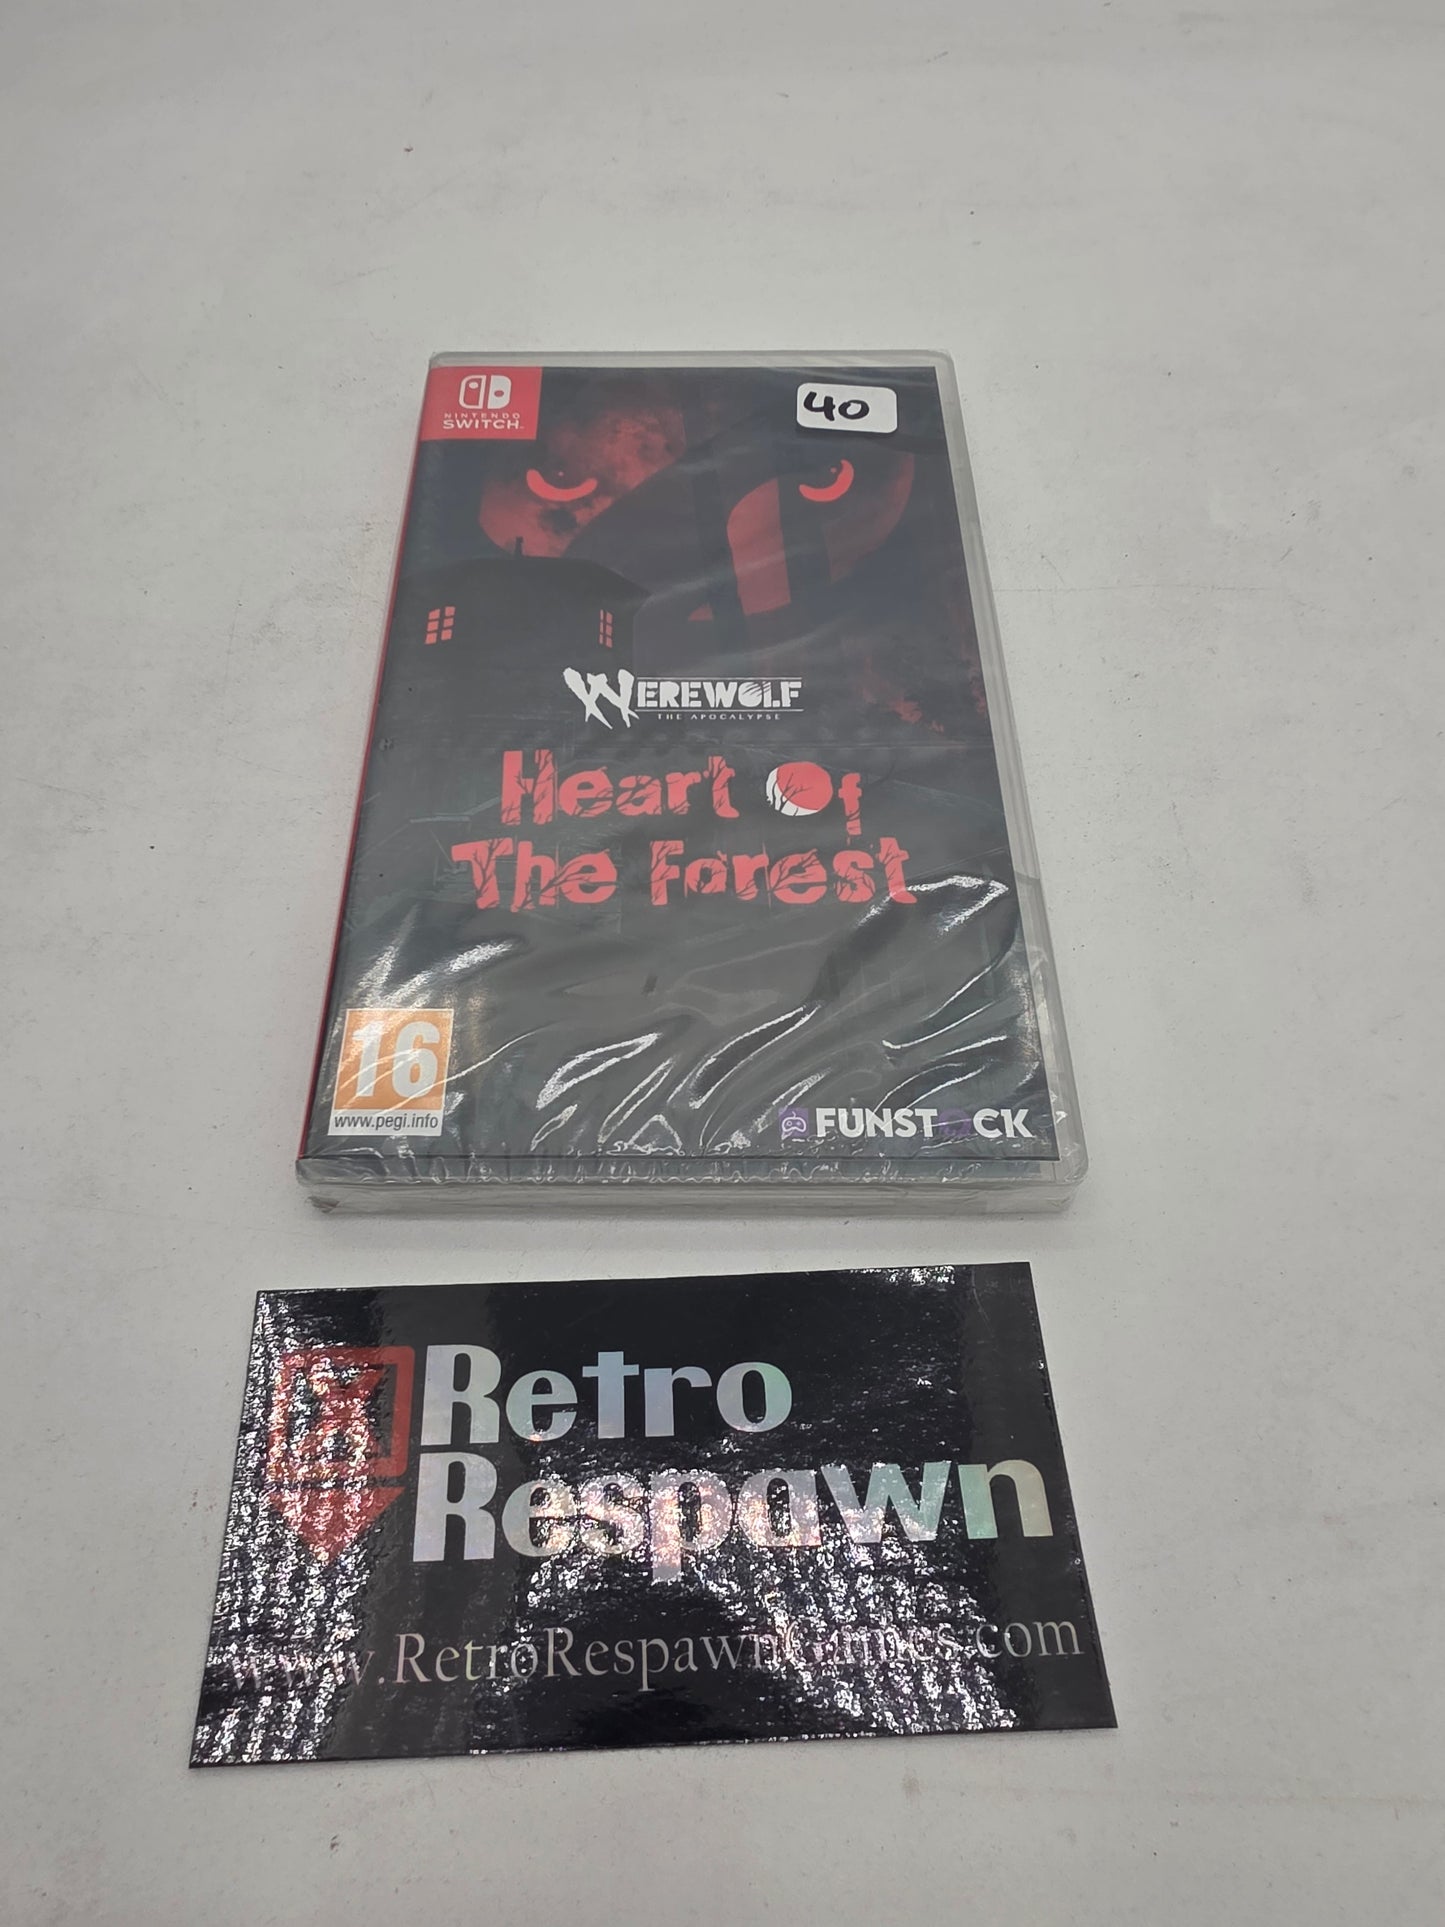 NINTENDO
SWITCH™
40
WEREWOLF
THE APOCALYPSE
Heart Of
The Forest
16
www.pegi.info
FUNSTOCK
Retro
Respawn
www.RetroRespawnGames.com